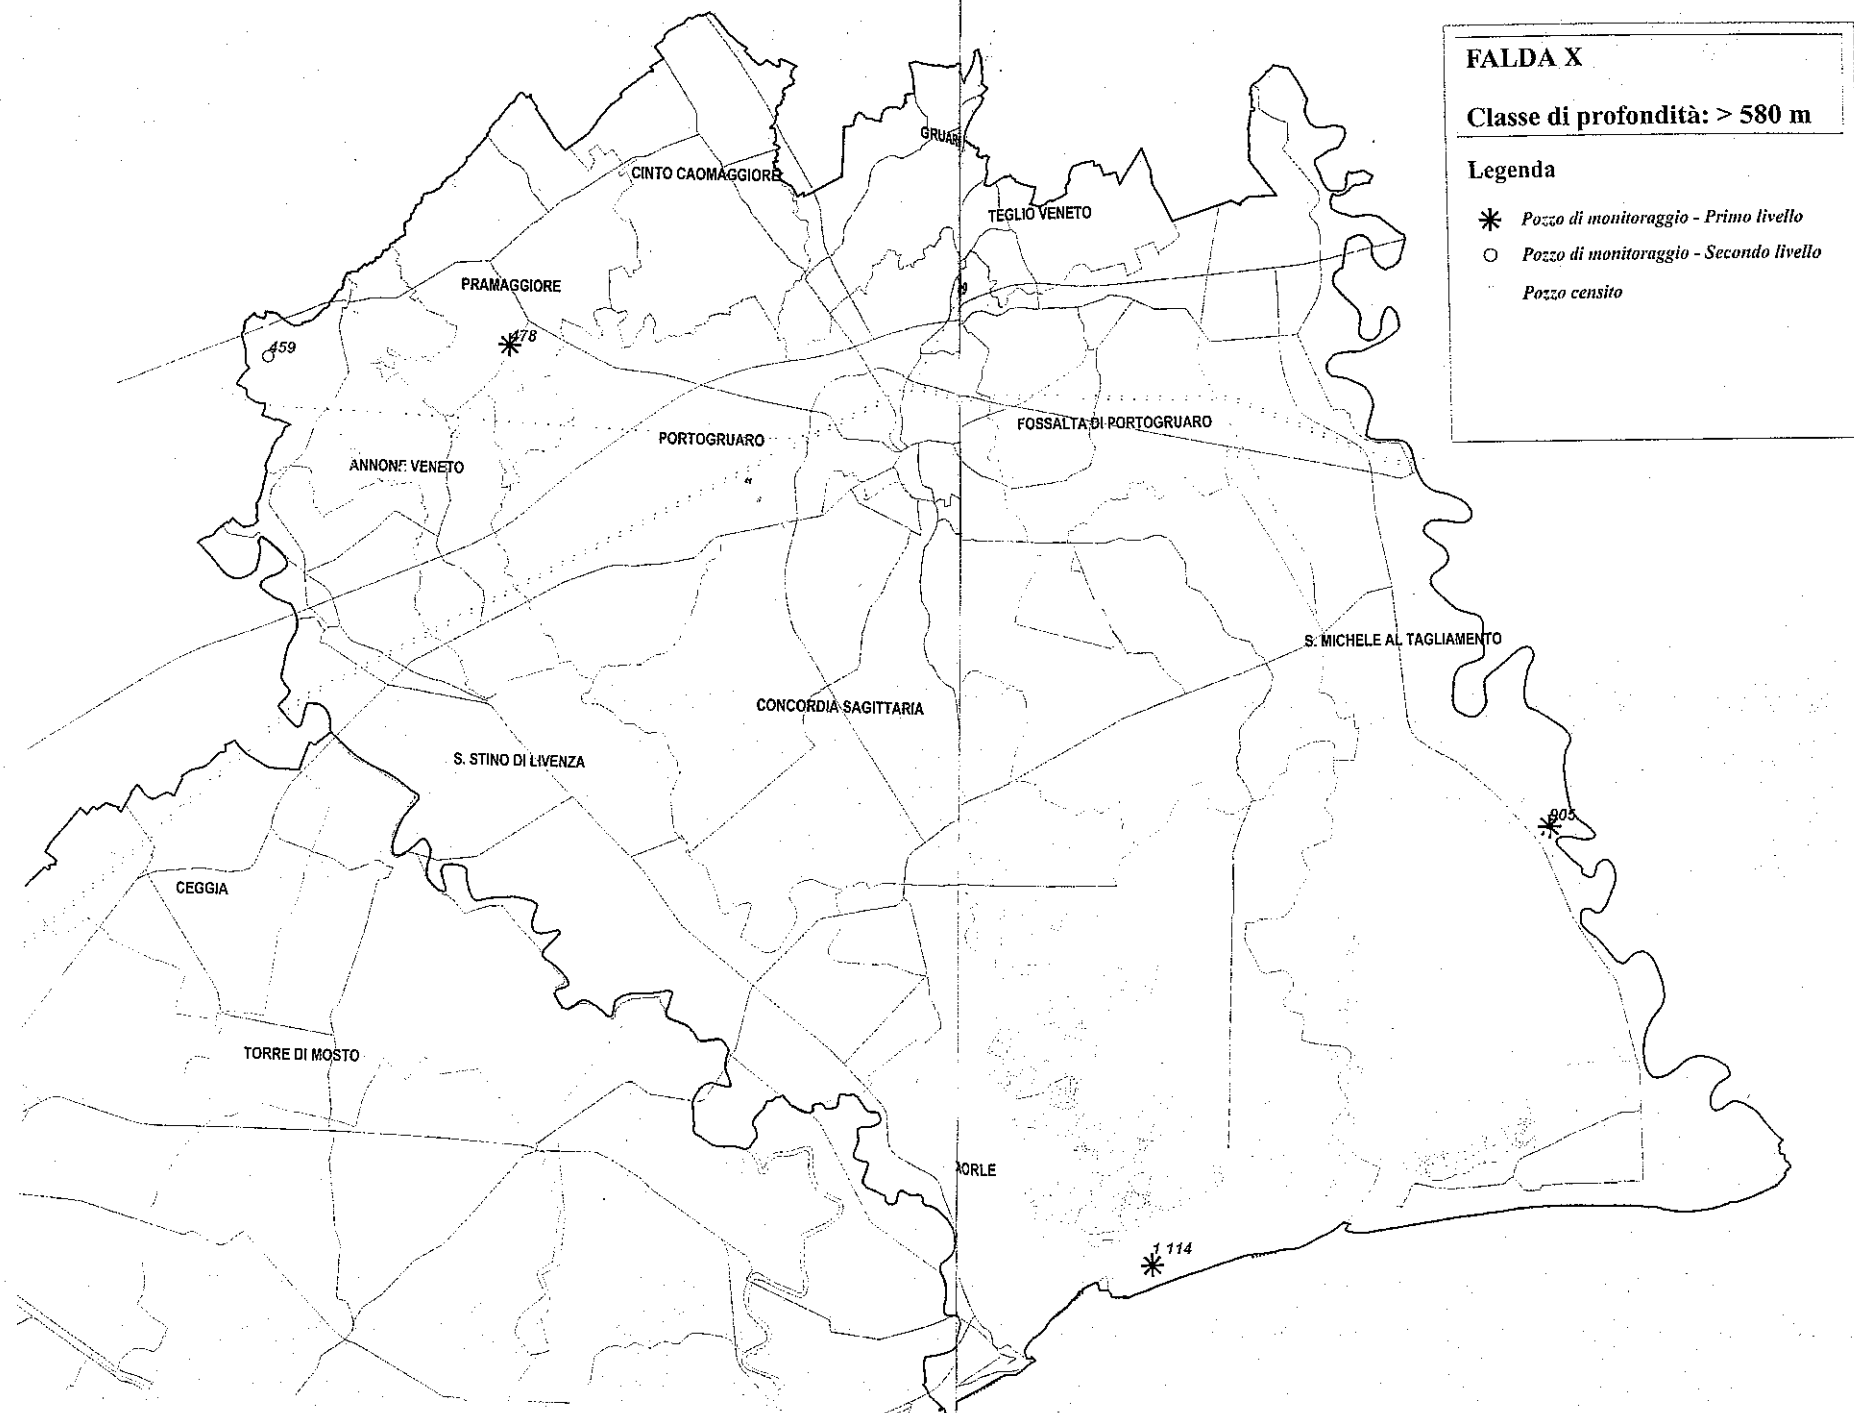 FALDA X
Classe di profondità: > 580 m
Legenda
Pozzo di monitoraggio - Primo livello
Pozzo di monitoraggio - Secondo livello
Pozzo censito
GRUAR
CINTO CAOMAGGIORE
TEGLIO VENETO
PRAMAGGIORE
478
459
FOSSALTA DI PORTOGRUARO
PORTOGRUARO
ANNONE VENETO
S. MICHELE AL TAGLIAMENTO
CONCORDIA SAGITTARIA
S. STINO DI LIVENZA
905
CEGGIA
TORRE DI MOSTO
AORLE
1 114